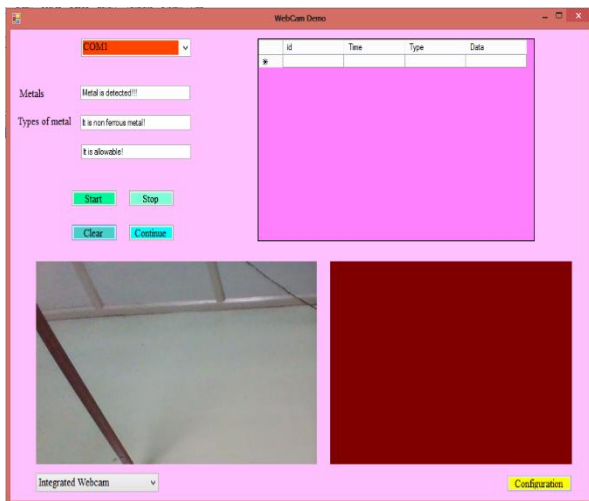 WebCam Demo
COM1
id Time Type Data
Metals Metal is detected!!!
Types of metal It is non ferrous metal!
It is allowable!
Start Stop
Clear Continue
Integrated Webcam
Configuration